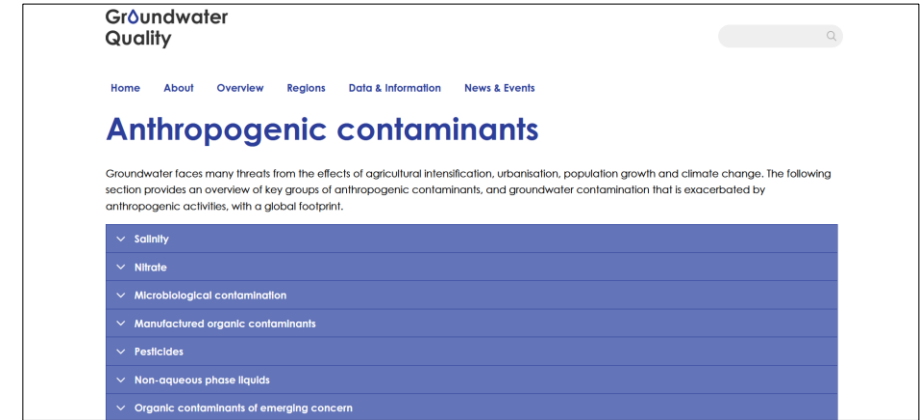 Groundwater
Quality
Home About Overview Regions Data & Information News & Events
Anthropogenic contaminants
Groundwater faces many threats from the effects of agricultural intensification, urbanisation, population growth and climate change. The following
section provides an overview of key groups of anthropogenic contaminants, and groundwater contamination that is exacerbated by
anthropogenic activities, with a global footprint.
Salinity
Nitrate
Microbiological contamination
Manufactured organic contaminants
Pesticides
Non-aqueous phase liquids
Organic contaminants of emerging concern